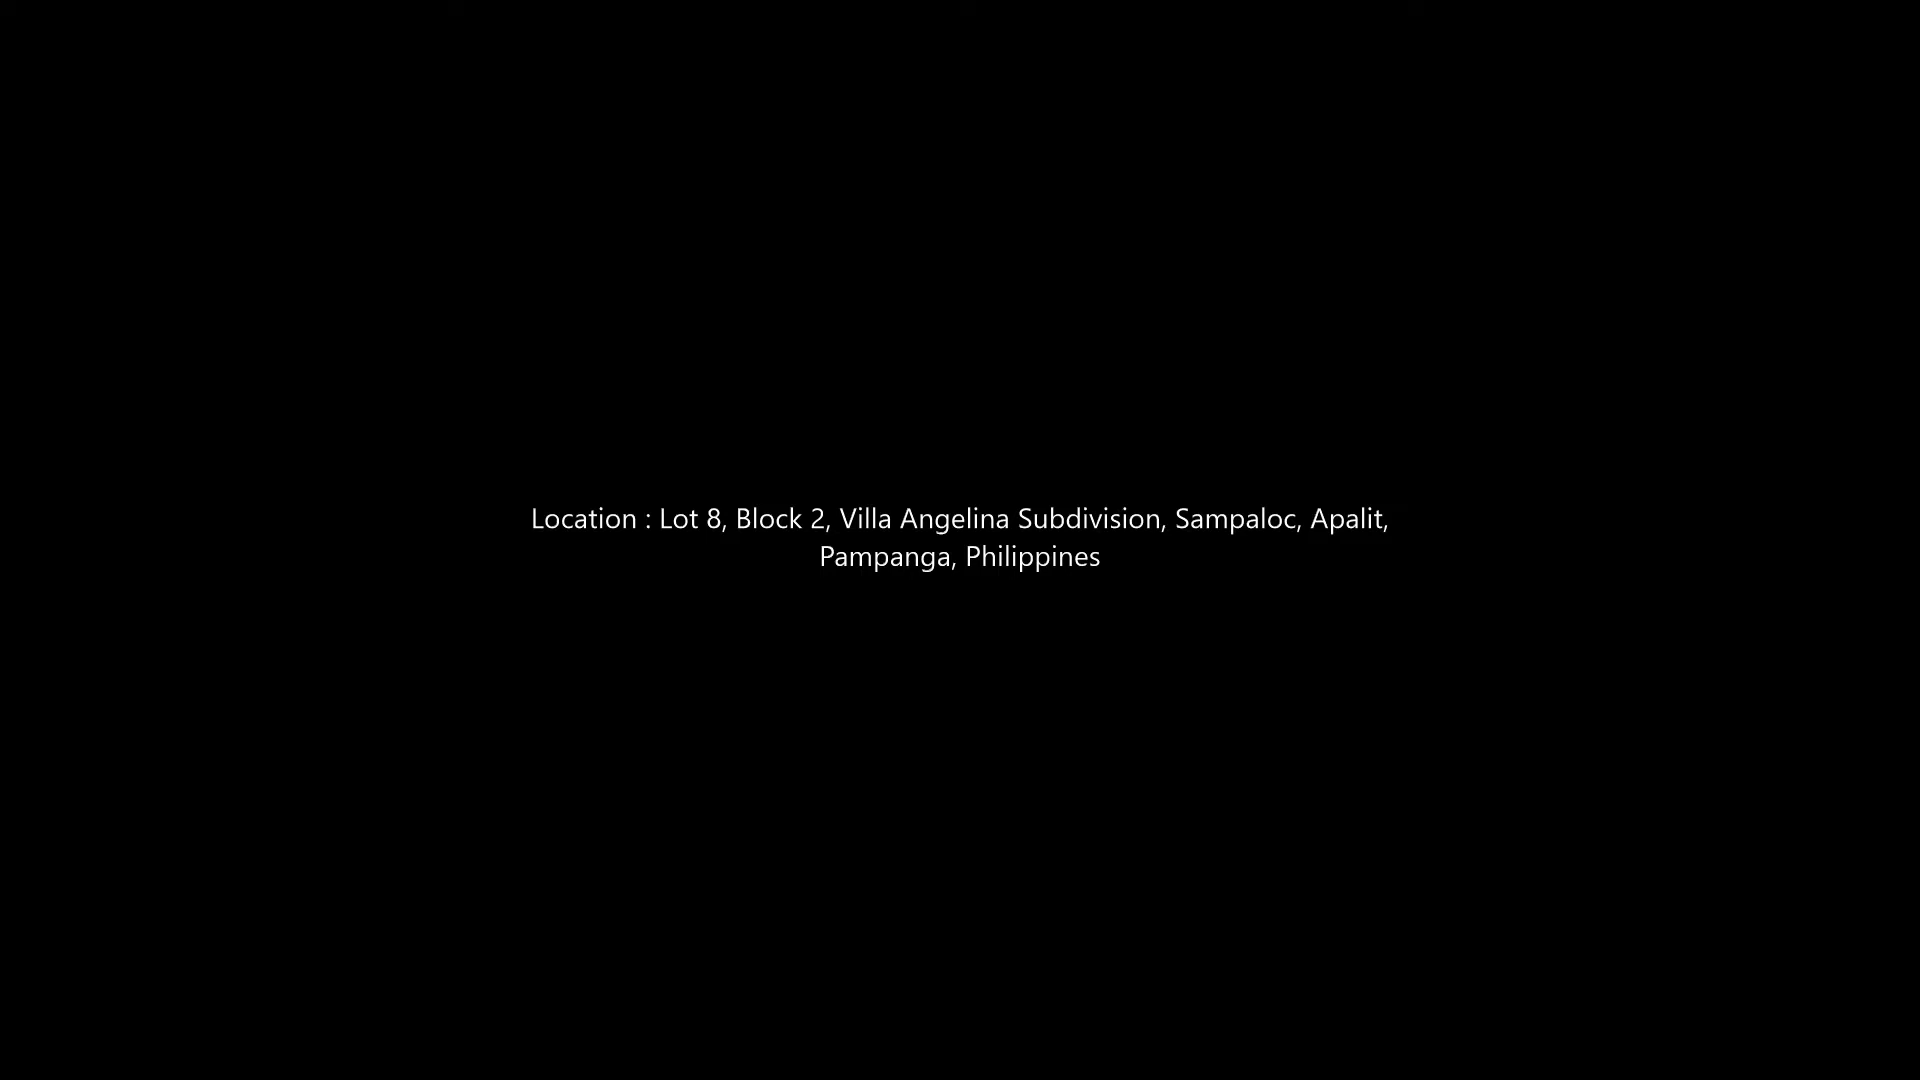 Location : Lot 8, Block 2, Villa Angelina Subdivision, Sampaloc, Apalit,
Pampanga, Philippines